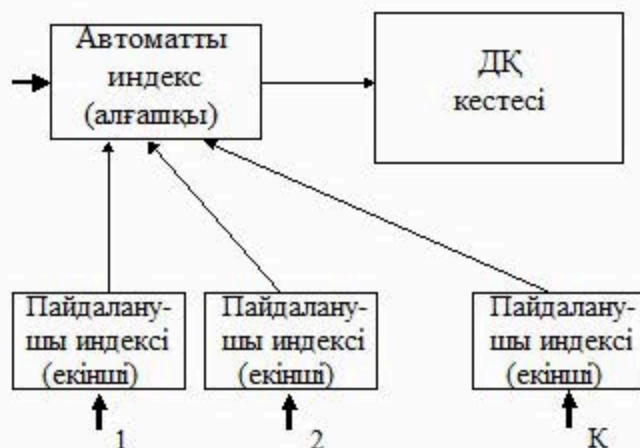 Автоматты
индекс
(алғашқы)
ДҚ
кестесі
Пайдалану-
шы индексі
(екінші)
Пайдалану-
шы индексі
(екінші)
Пайдалану-
шы индексі
(екінші)
1
2
К